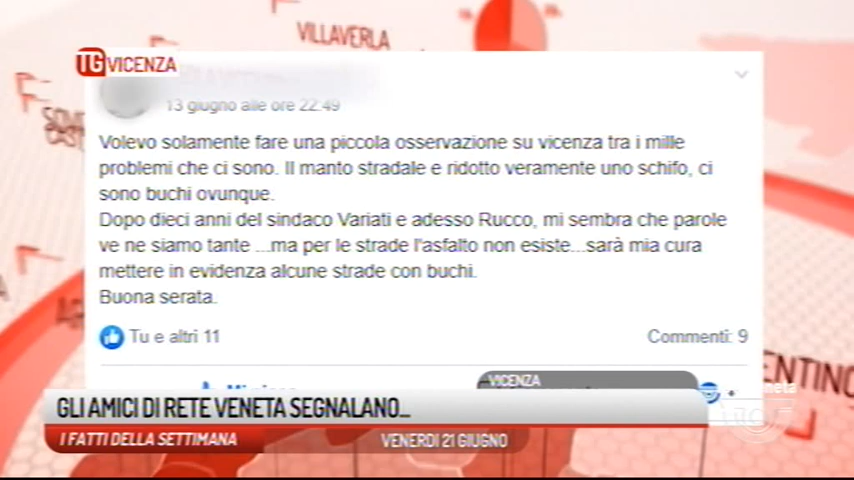 VILLAVERLA
TG VICENZA
13 giugno alle ore 22:49
Volevo solamente fare una piccola osservazione su vicenza tra i mille
problemi che ci sono. Il manto stradale e ridotto veramente uno schifo, ci
sono buchi ovunque.
Dopo dieci anni del sindaco Variati e adesso Rucco, mi sembra che parole
ve ne siamo tante ...ma per le strade l'asfalto non esiste...sarà mia cura
mettere in evidenza alcune strade con buchi.
Buona serata.
Tu e altri 11
Commenti: 9
VICENZA
GLI AMICI DI RETE VENETA SEGNALANO...
I FATTI DELLA SETTIMANA
VENERDI 21 GIUGNO